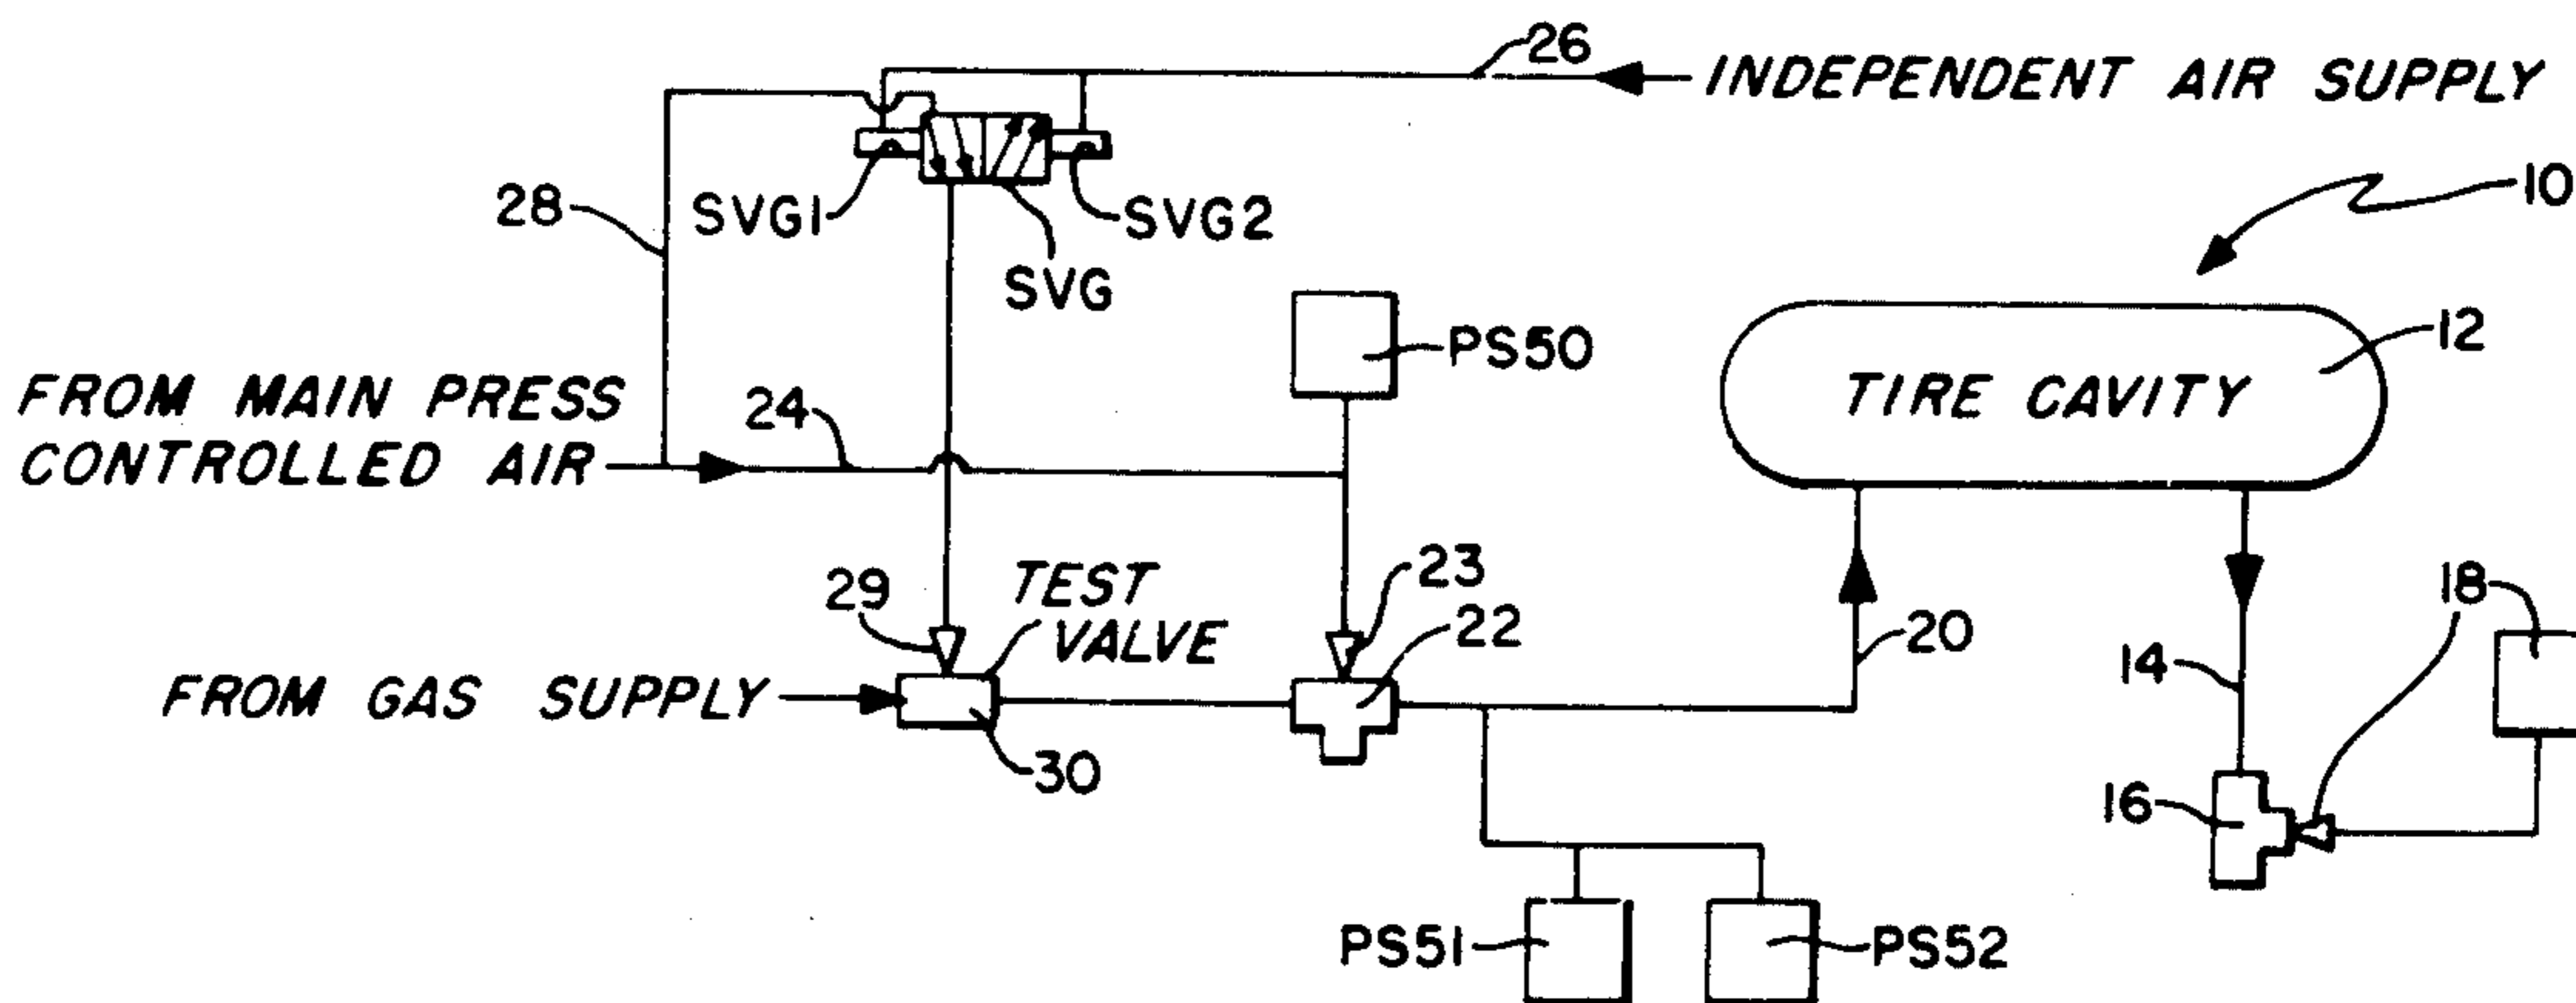 26
INDEPENDENT AIR SUPPLY
10
28
SVG1
SVG2
SVG
PS50
12
TIRE CAVITY
FROM MAIN PRESS
CONTROLLED AIR
24
29
TEST
VALVE
23
22
18
20
14
FROM GAS SUPPLY
30
16
PS51
PS52